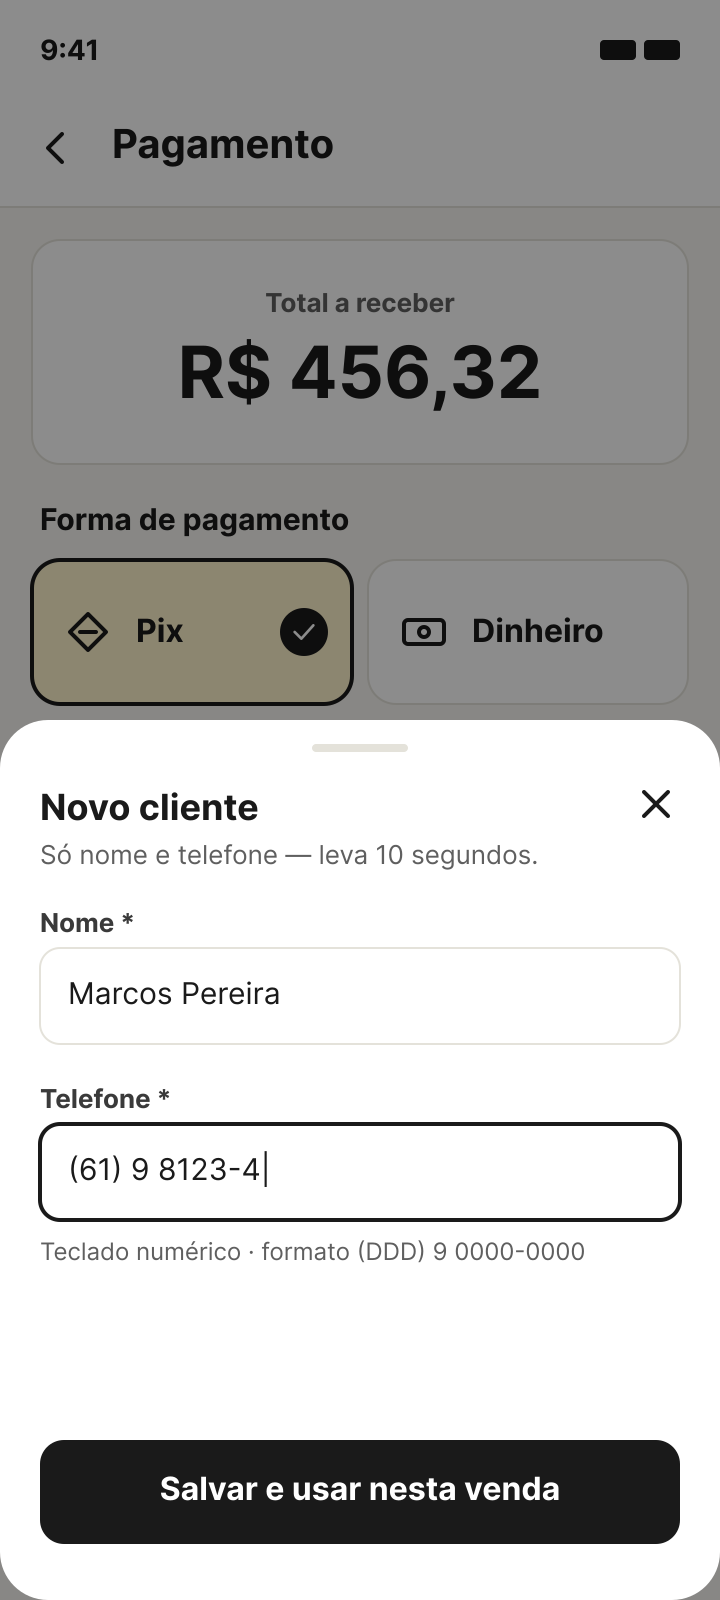 9:41
Pagamento
Total a receber
R$ 456,32
Forma de pagamento
Pix
Dinheiro
Novo cliente
Só nome e telefone — leva 10 segundos.
Nome *
Marcos Pereira
Telefone *
(61) 9 8123-4
Teclado numérico · formato (DDD) 9 0000-0000
Salvar e usar nesta venda